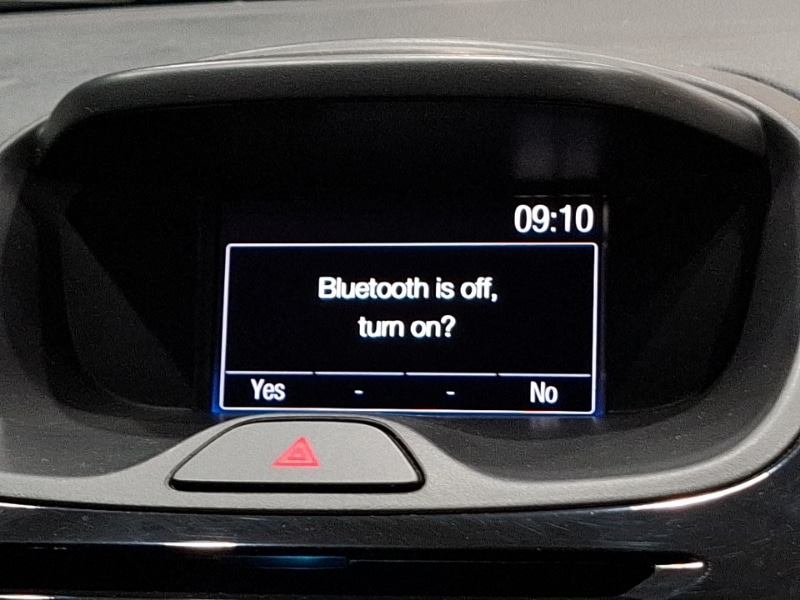 09:10
Bluetooth is off,
turn on?
Yes - - No